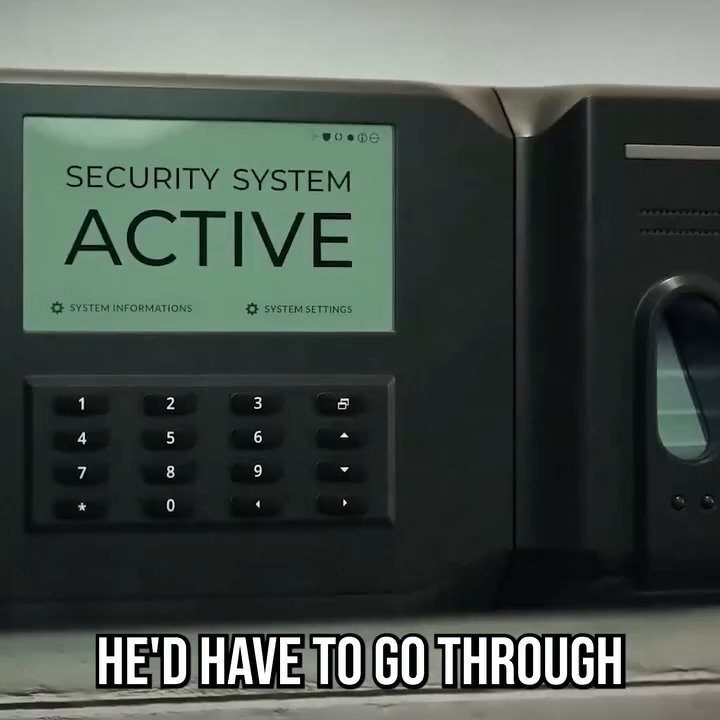 SECURITY SYSTEM
ACTIVE
SYSTEM INFORMATIONS SYSTEM SETTINGS
1 2 3
4 5 6
7 8 9
* 0
HE'D HAVE TO GO THROUGH